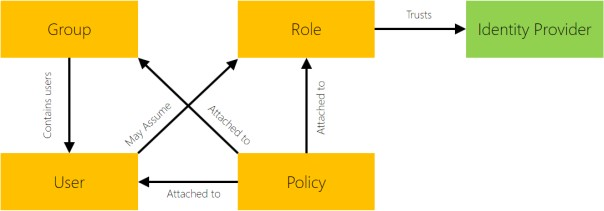 Group
Role
Trusts
Identity Provider
Contains users
May Assume
Attached to
Attached to
User
Attached to
Policy